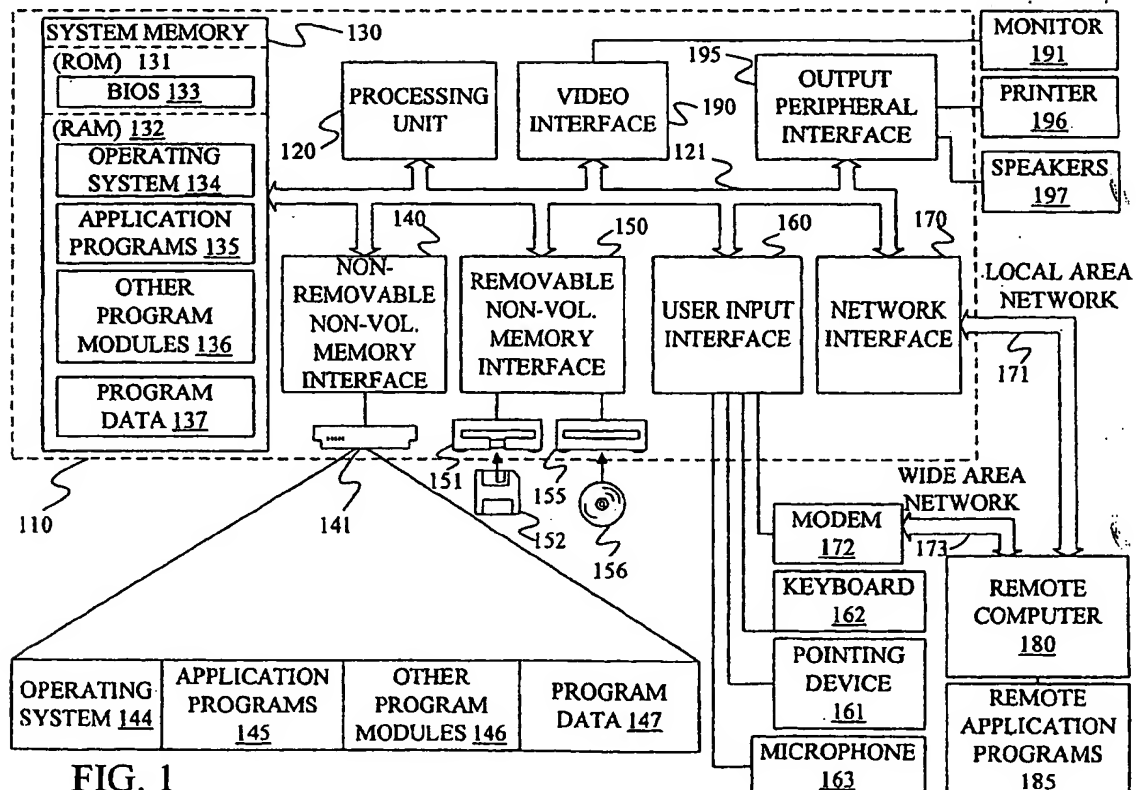 SYSTEM MEMORY
130
(ROM) 131
BIOS 133
(RAM) 132
OPERATING
SYSTEM 134
APPLICATION
PROGRAMS 135
OTHER
PROGRAM
MODULES 136
PROGRAM
DATA 137
PROCESSING
UNIT
120
VIDEO
INTERFACE
190
195
OUTPUT
PERIPHERAL
INTERFACE
121
MONITOR
191
PRINTER
196
SPEAKERS
197
140
NON-
REMOVABLE
NON-VOL.
MEMORY
INTERFACE
150
REMOVABLE
NON-VOL.
MEMORY
INTERFACE
160
USER INPUT
INTERFACE
170
NETWORK
INTERFACE
LOCAL AREA
NETWORK
171
110
141
151
152
155
156
WIDE AREA
NETWORK
173
MODEM
172
KEYBOARD
162
POINTING
DEVICE
161
MICROPHONE
163
REMOTE
COMPUTER
180
REMOTE
APPLICATION
PROGRAMS
185
OPERATING
SYSTEM 144
APPLICATION
PROGRAMS
145
OTHER
PROGRAM
MODULES 146
PROGRAM
DATA 147
FIG. 1